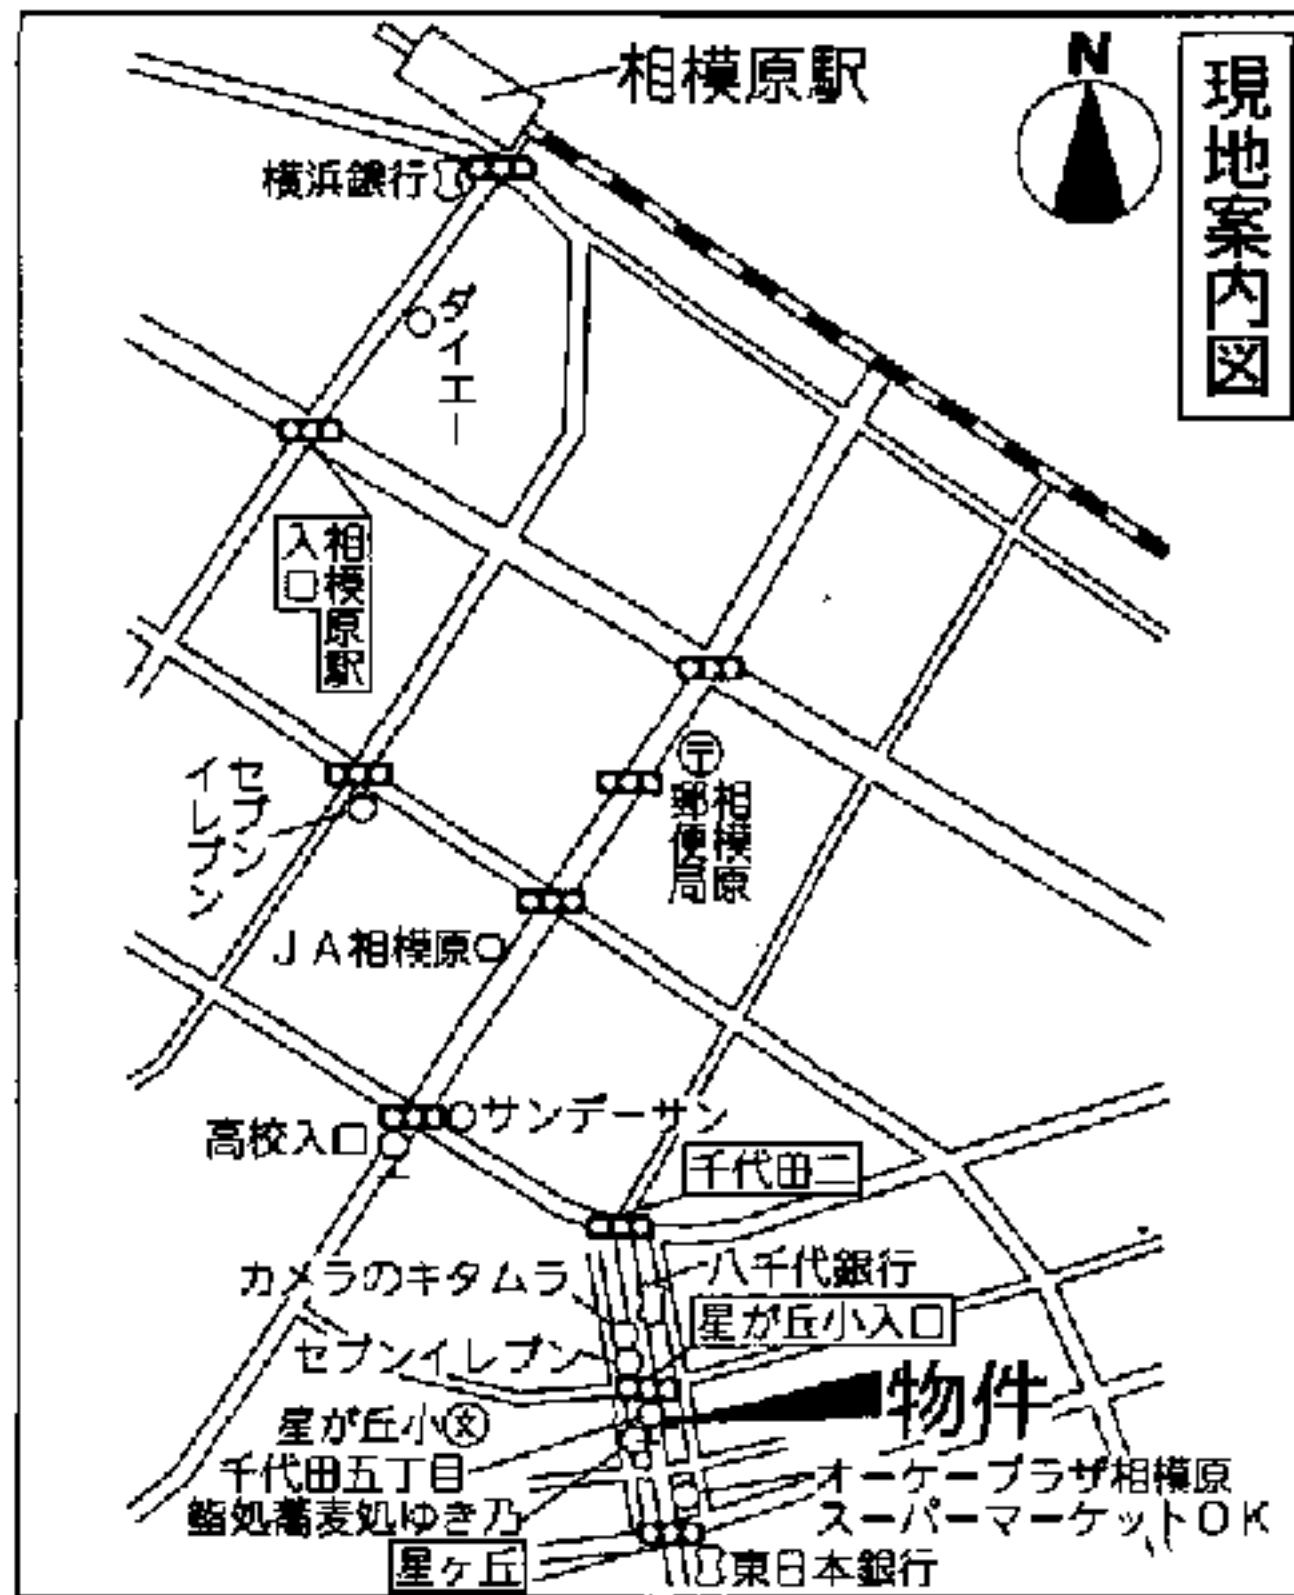 現地案内図
N
相模原駅
横浜銀行
ダイエー
相模原駅
入口
セブン
イレブン
相模原
郵便局
JA相模原
サンデーサン
高校入口
千代田二
カメラのキタムラ
八千代銀行
星が丘小入口
セブンイレブン
物件
星が丘小
文
千代田五丁目
オーケープラザ相模原
鮨処蕎麦処ゆき乃
スーパーマーケットOK
星ヶ丘
東日本銀行